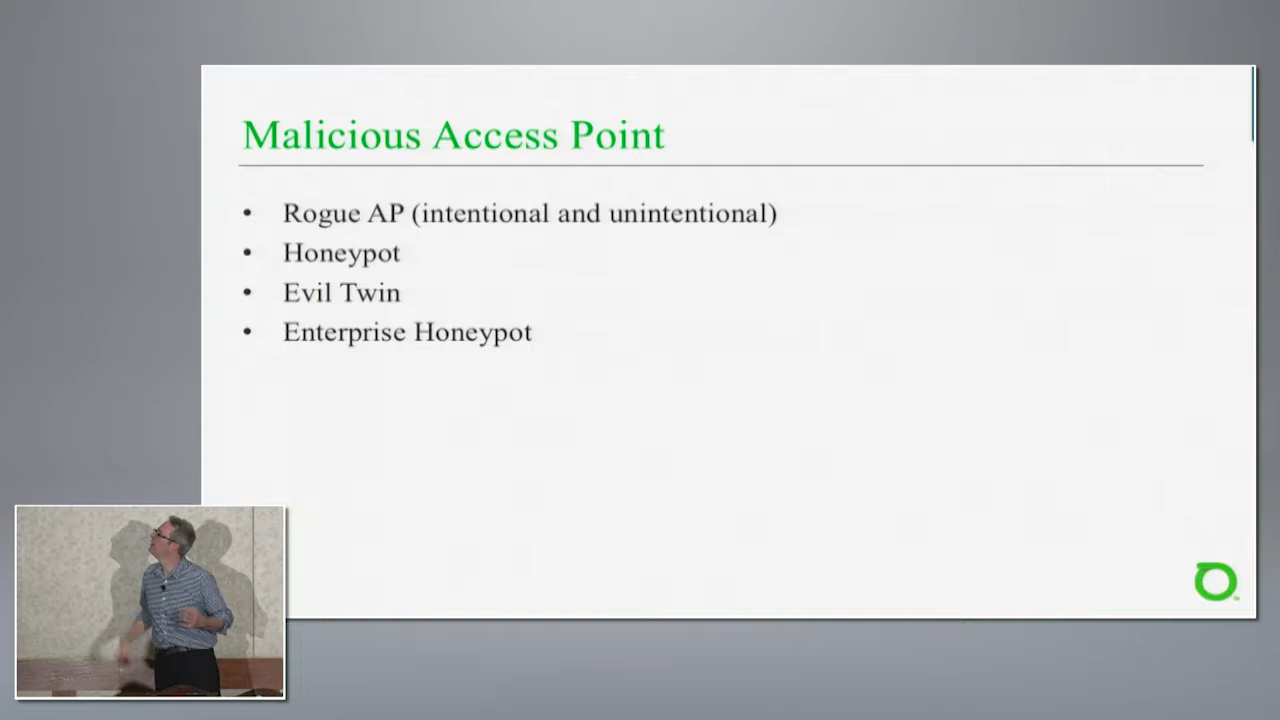 Malicious Access Point
• Rogue AP (intentional and unintentional)
• Honeypot
• Evil Twin
• Enterprise Honeypot